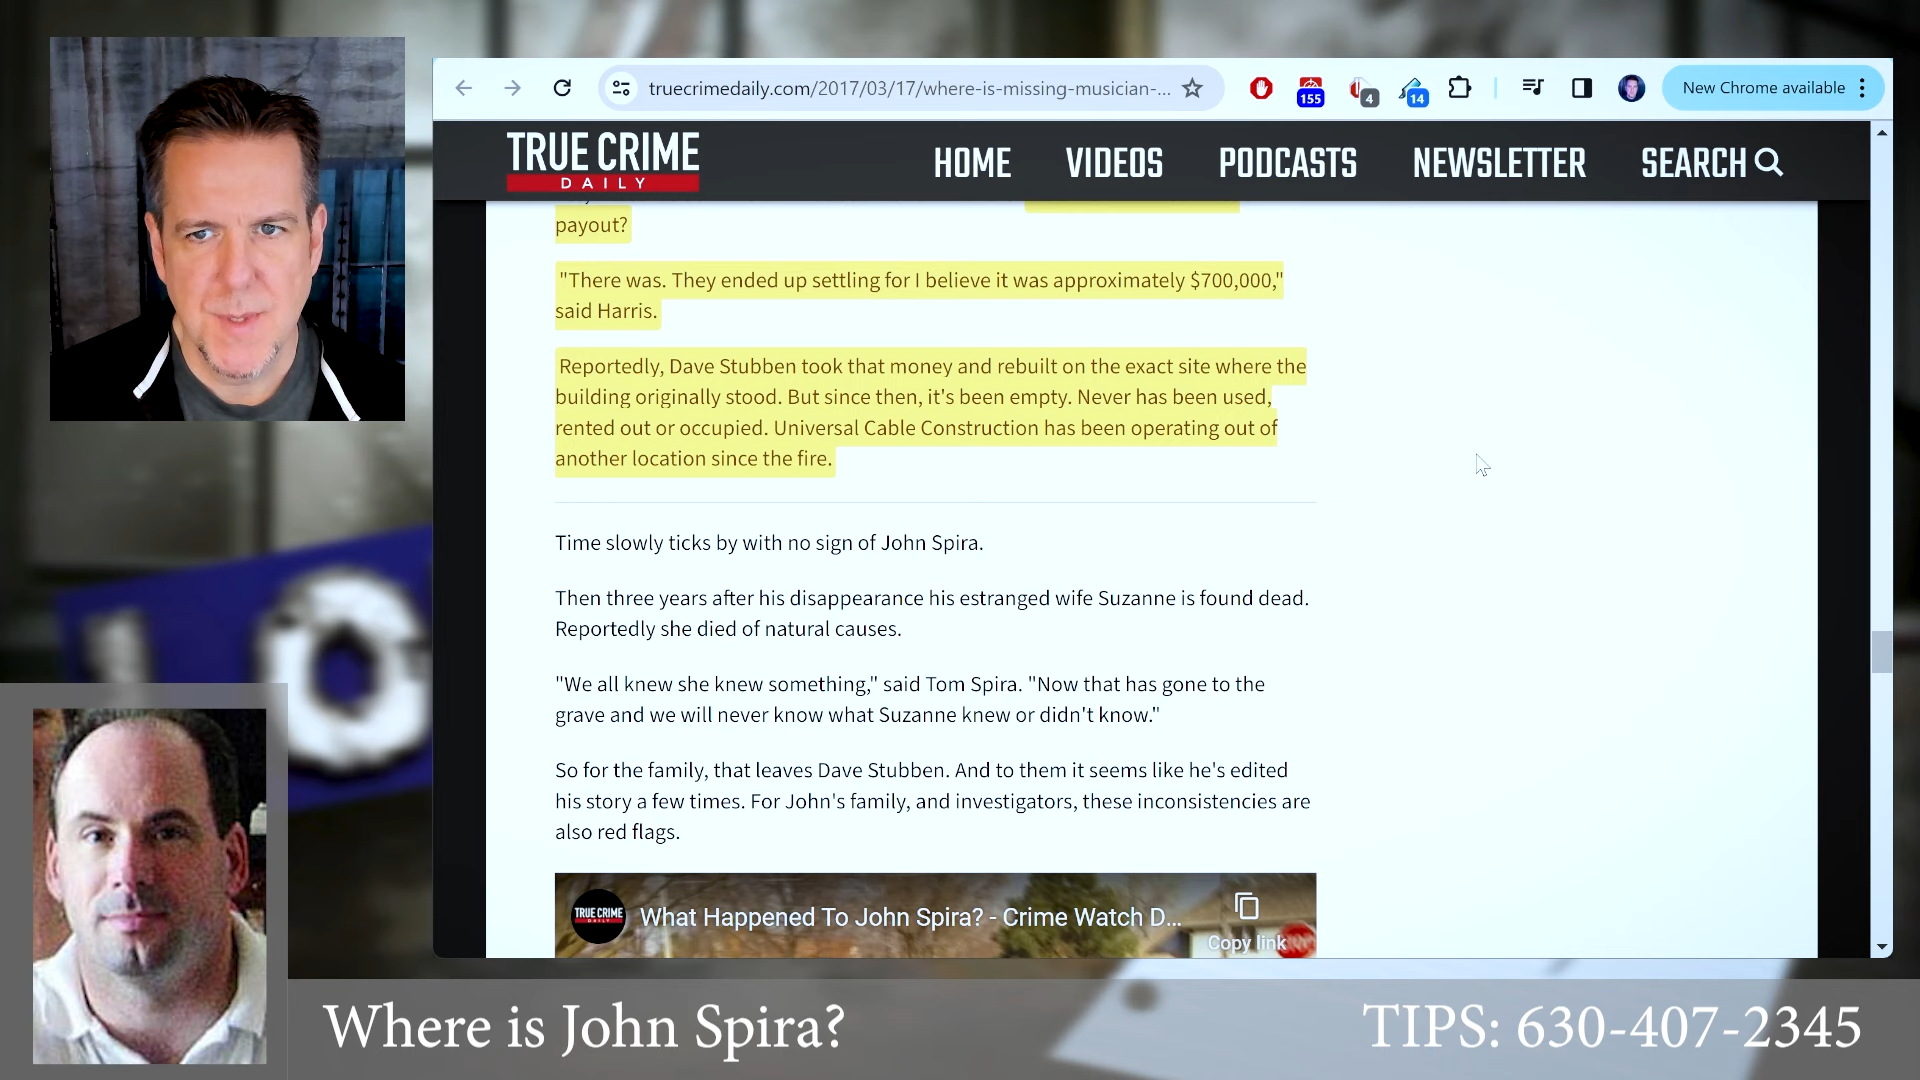 truecrimedaily.com/2017/03/17/where-is-missing-musician-...
155
4
14
New Chrome available
TRUE CRIME
DAILY
HOME
VIDEOS
PODCASTS
NEWSLETTER
SEARCH
payout?
"There was. They ended up settling for I believe it was approximately $700,000,"
said Harris.
Reportedly, Dave Stubben took that money and rebuilt on the exact site where the
building originally stood. But since then, it's been empty. Never has been used,
rented out or occupied. Universal Cable Construction has been operating out of
another location since the fire.
Time slowly ticks by with no sign of John Spira.
Then three years after his disappearance his estranged wife Suzanne is found dead.
Reportedly she died of natural causes.
"We all knew she knew something," said Tom Spira. "Now that has gone to the
grave and we will never know what Suzanne knew or didn't know."
So for the family, that leaves Dave Stubben. And to them it seems like he's edited
his story a few times. For John's family, and investigators, these inconsistencies are
also red flags.
TRUE CRIME
DAILY
What Happened To John Spira? - Crime Watch D...
Copy link
Where is John Spira?
TIPS: 630-407-2345